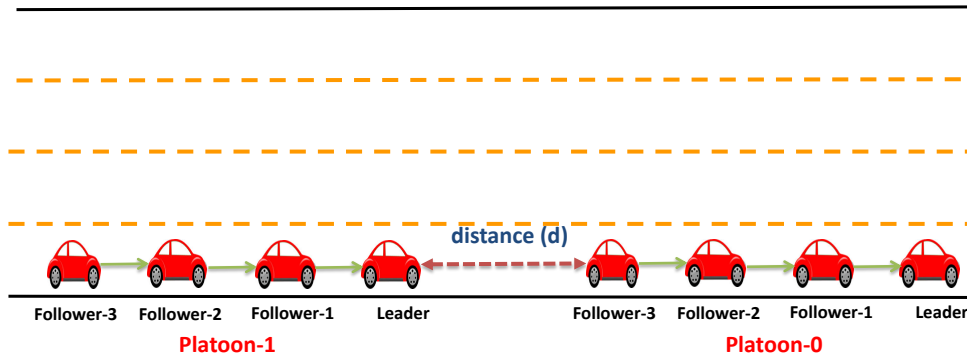 distance (d)
Follower-3 Follower-2 Follower-1 Leader Follower-3 Follower-2 Follower-1 Leader
Platoon-1 Platoon-0